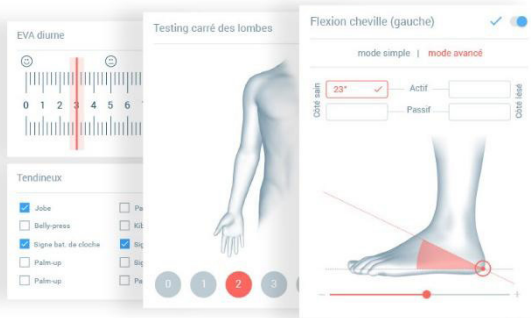 EVA diurne
0 1 2 3 4 5 6
Tendineux
Jobe
Belly-press
Signe bat. de cloche
Palm-up
Palm-up
Testing carré des lombes
0 1 2 3
Flexion cheville (gauche)
mode simple | mode avancé
Côté sain
23° Actif
Passif
Côté lésé
- +